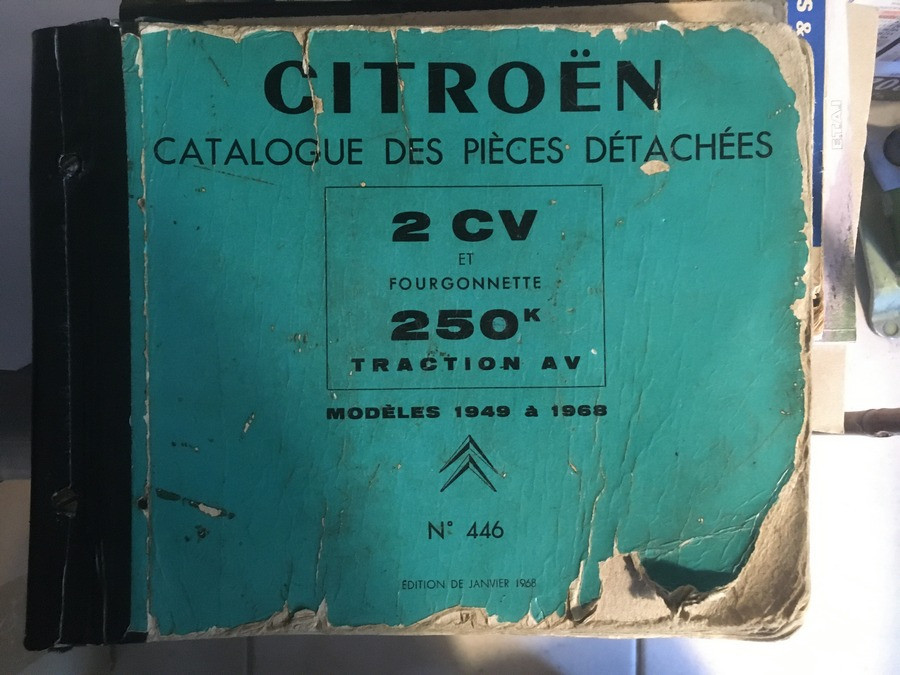 CITROËN
CATALOGUE DES PIÈCES DÉTACHÉES
2 CV
ET
FOURGONNETTE
250K
TRACTION AV
MODÈLES 1949 à 1968
N° 446
ÉDITION DE JANVIER 1968
S &
ETAI